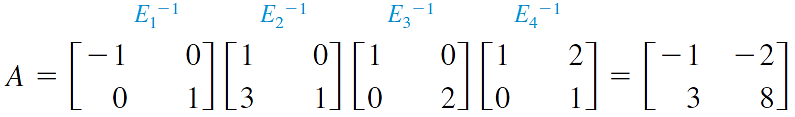 E₁⁻¹ E₂⁻¹ E₃⁻¹ E₄⁻¹
A = [−1 0] [1 0] [1 0] [1 2] = [−1 −2]
[0 1] [3 1] [0 2] [0 1] [3 8]